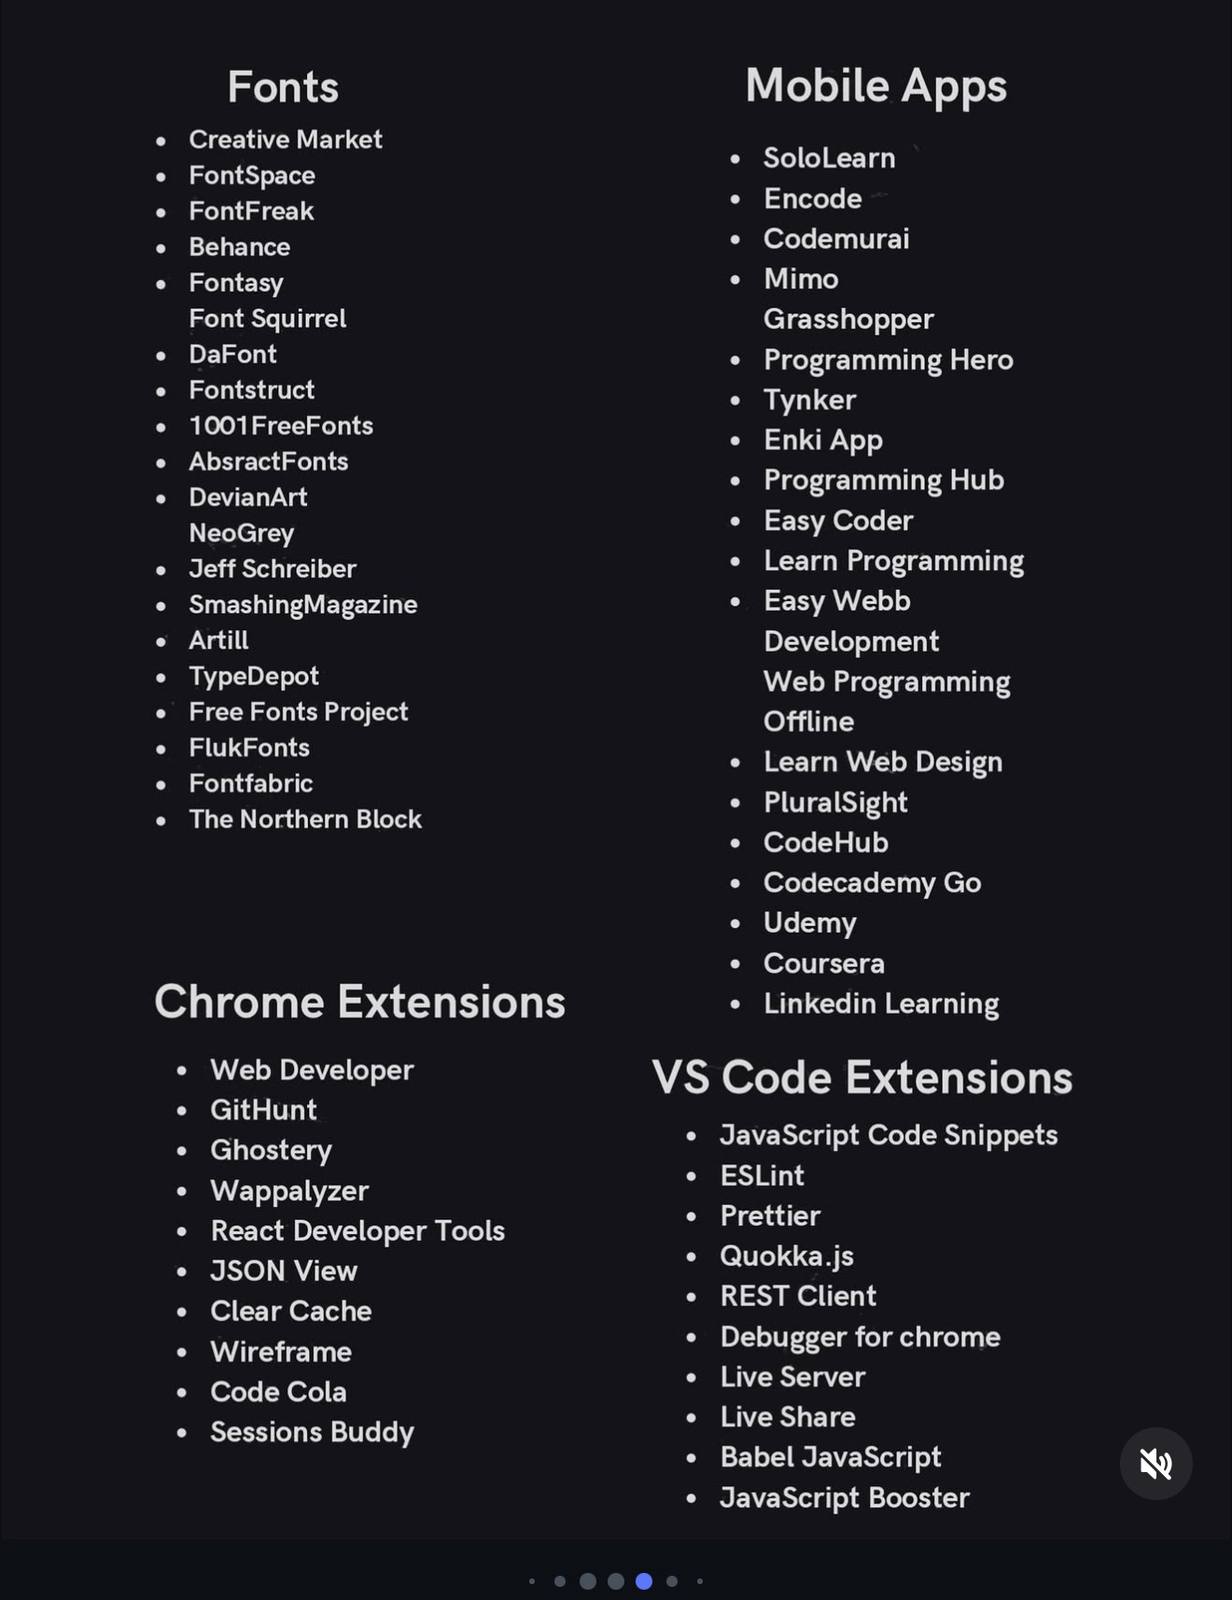 Fonts
• Creative Market
• FontSpace
• FontFreak
• Behance
• Fontasy
Font Squirrel
• DaFont
• Fontstruct
• 1001FreeFonts
• AbsractFonts
• DevianArt
NeoGrey
• Jeff Schreiber
• SmashingMagazine
• Artill
• TypeDepot
• Free Fonts Project
• FlukFonts
• Fontfabric
• The Northern Block
Mobile Apps
• SoloLearn
• Encode
• Codemurai
• Mimo
Grasshopper
• Programming Hero
• Tynker
• Enki App
• Programming Hub
• Easy Coder
• Learn Programming
• Easy Webb
Development
Web Programming
Offline
• Learn Web Design
• PluralSight
• CodeHub
• Codecademy Go
• Udemy
• Coursera
• Linkedin Learning
Chrome Extensions
• Web Developer
• GitHunt
• Ghostery
• Wappalyzer
• React Developer Tools
• JSON View
• Clear Cache
• Wireframe
• Code Cola
• Sessions Buddy
VS Code Extensions
• JavaScript Code Snippets
• ESLint
• Prettier
• Quokka.js
• REST Client
• Debugger for chrome
• Live Server
• Live Share
• Babel JavaScript
• JavaScript Booster